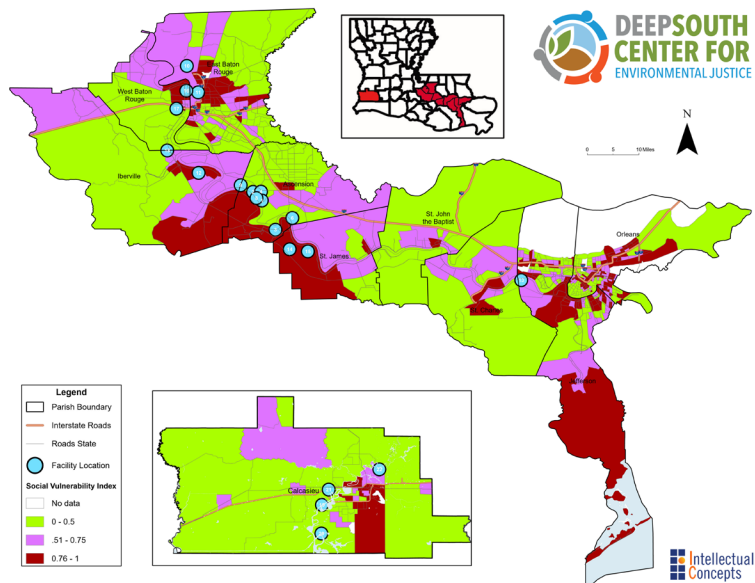 DEEPSOUTH
CENTER FOR
ENVIRONMENTAL JUSTICE
East Baton
Rouge
West Baton
Rouge
N
0 5 10 Miles
Iberville
Ascension
St. John
the Baptist
Orleans
St. James
St. Charles
Jefferson
Legend
Parish Boundary
Interstate Roads
Roads State
Facility Location
Social Vulnerability Index
No data
0 - 0.5
.51 - 0.75
0.76 - 1
Calcasieu
Intellectual
Concepts